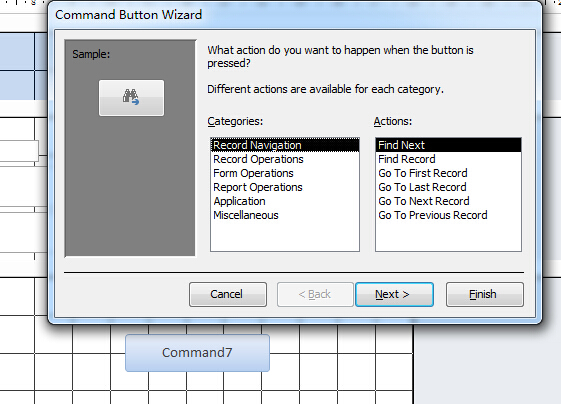 Command Button Wizard
Sample:
What action do you want to happen when the button is
pressed?
Different actions are available for each category.
Categories:
Actions:
Record Navigation
Record Operations
Form Operations
Report Operations
Application
Miscellaneous
Find Next
Find Record
Go To First Record
Go To Last Record
Go To Next Record
Go To Previous Record
Cancel
< Back
Next >
Finish
Command7